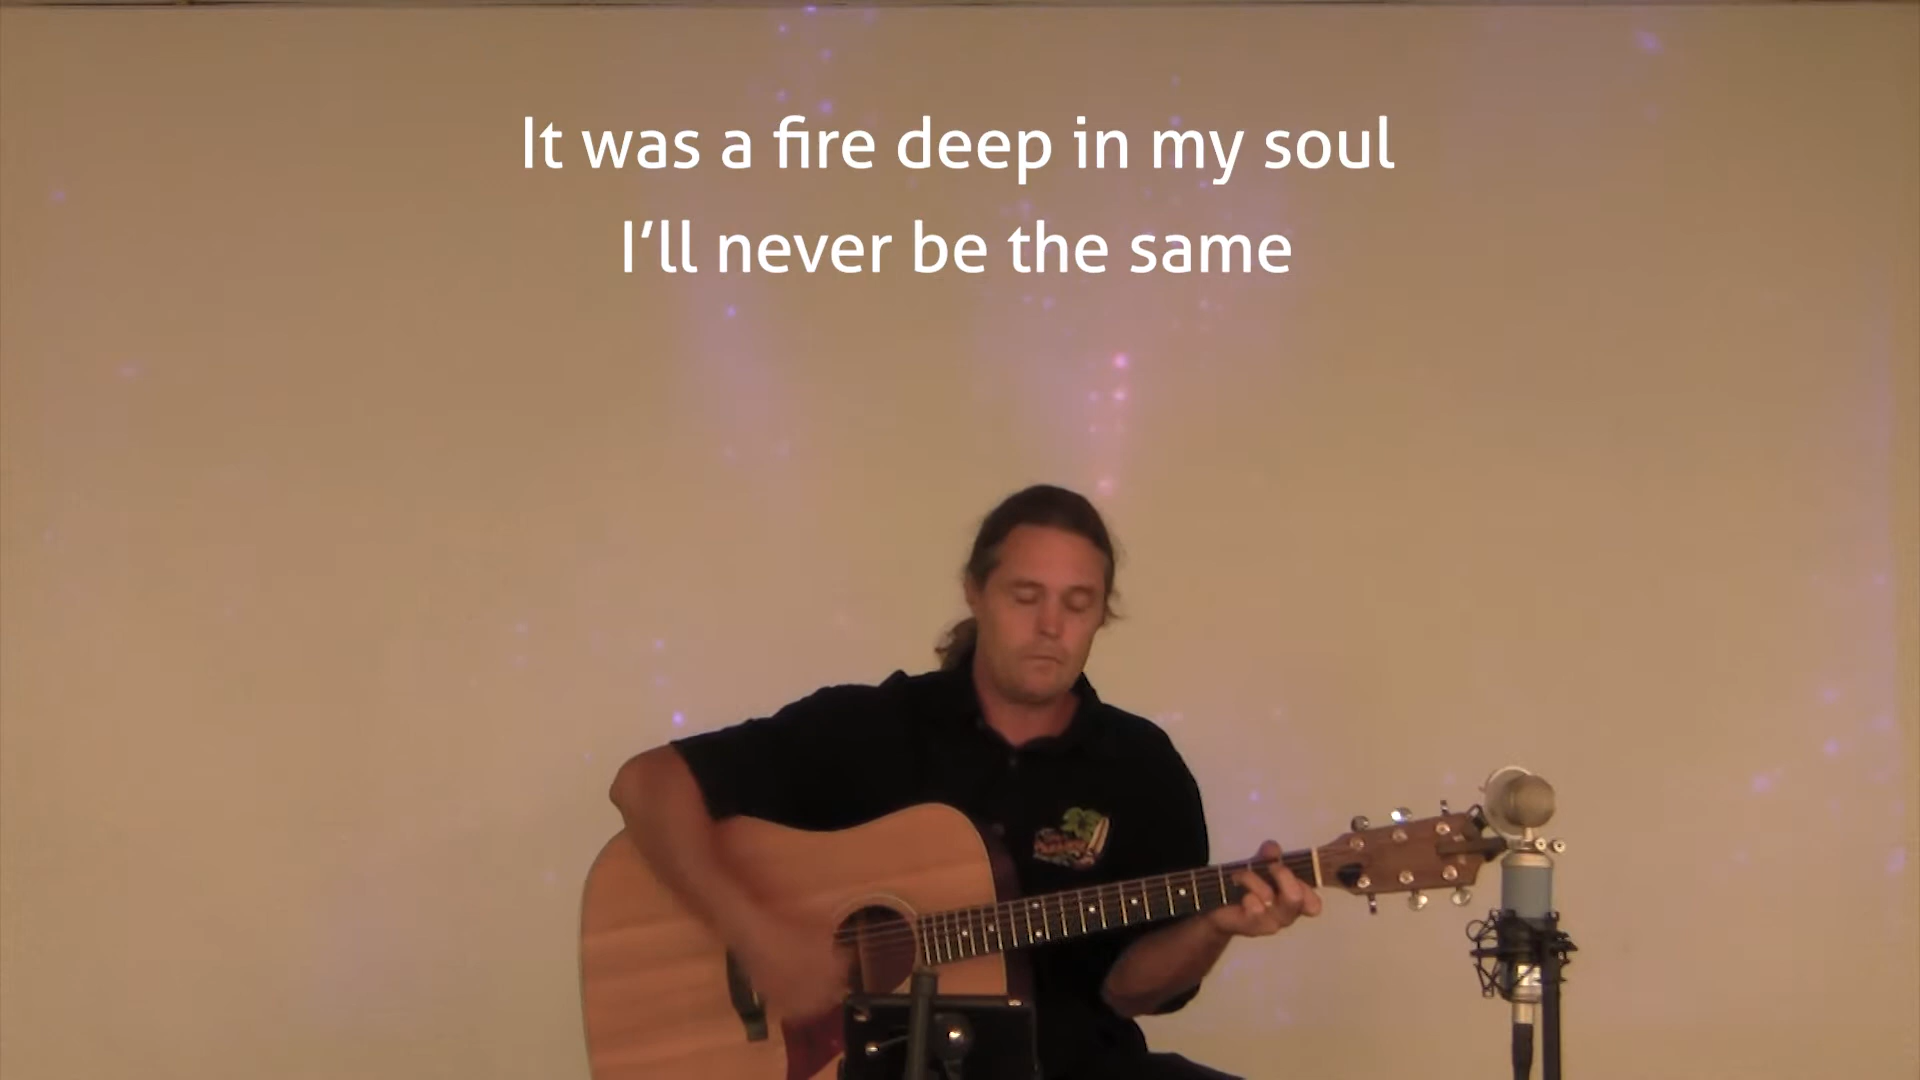 It was a fire deep in my soul
I’ll never be the same